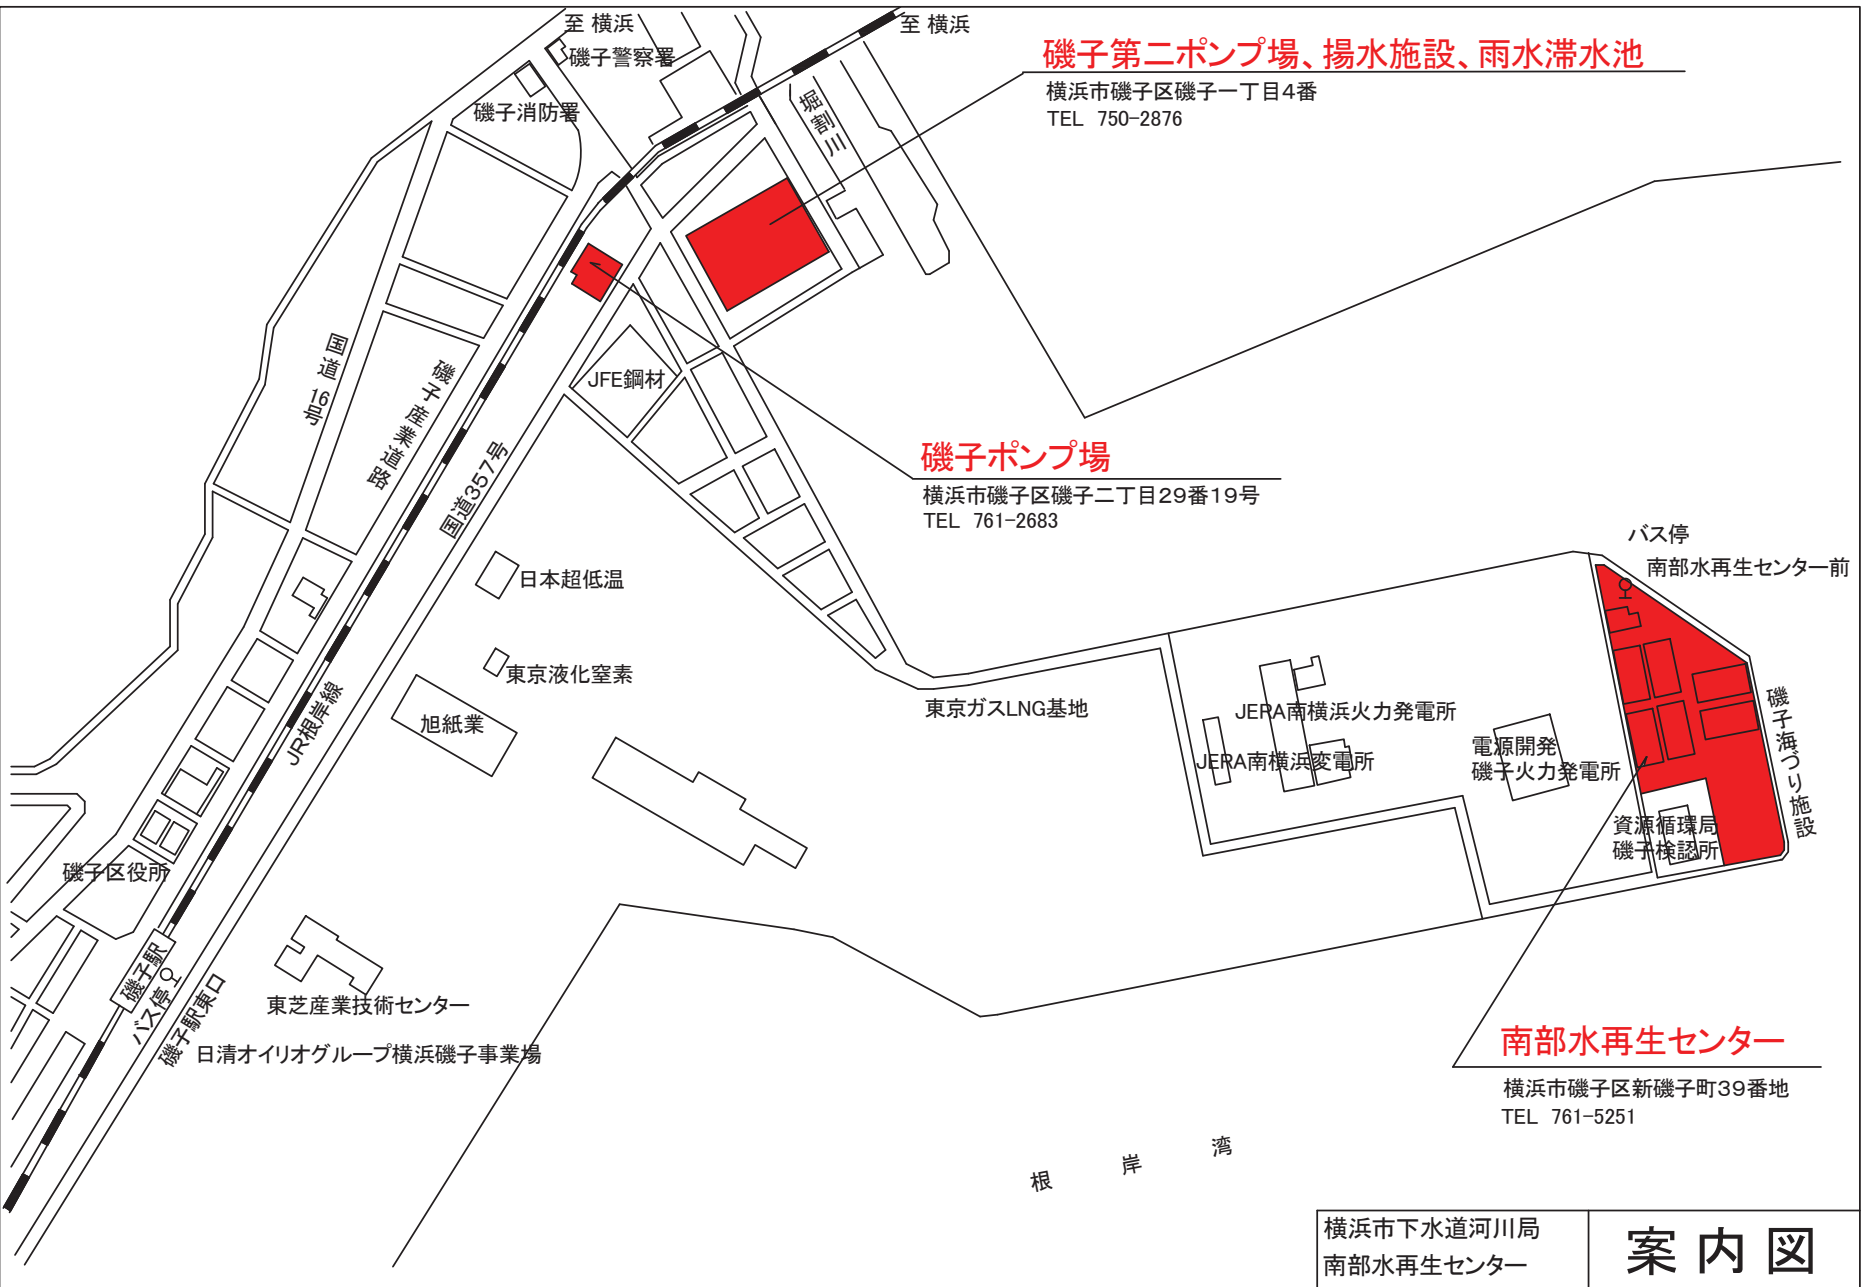 至 横浜
磯子警察署
磯子消防署
至 横浜
堀割川
磯子第二ポンプ場、揚水施設、雨水滞水池
横浜市磯子区磯子一丁目4番
TEL 750-2876
国道16号
磯子産業道路
国道357号
JFE鋼材
磯子ポンプ場
横浜市磯子区磯子二丁目29番19号
TEL 761-2683
バス停
南部水再生センター前
日本超低温
東京液化窒素
旭紙業
JR根岸線
東京ガスLNG基地
JERA南横浜火力発電所
JERA南横浜変電所
電源開発
磯子火力発電所
磯子海づり施設
資源循環局
磯子検認所
磯子区役所
磯子駅
バス停
磯子駅東口
東芝産業技術センター
日清オイリオグループ横浜磯子事業場
南部水再生センター
横浜市磯子区新磯子町39番地
TEL 761-5251
根岸湾
横浜市下水道河川局
南部水再生センター
案内図